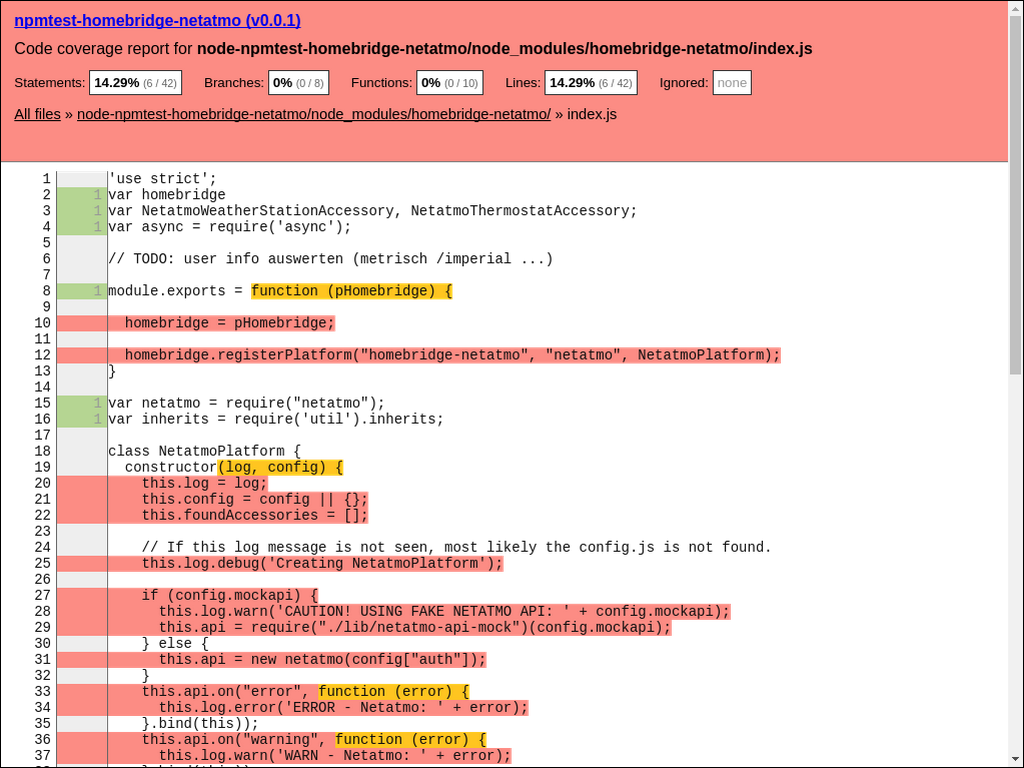 npmtest-homebridge-netatmo (v0.0.1)
Code coverage report for node-npmtest-homebridge-netatmo/node_modules/homebridge-netatmo/index.js
Statements: 14.29% (6 / 42) Branches: 0% (0 / 8) Functions: 0% (0 / 10) Lines: 14.29% (6 / 42) Ignored: none
All files » node-npmtest-homebridge-netatmo/node_modules/homebridge-netatmo/ » index.js
1 'use strict';
2 1 var homebridge
3 1 var NetatmoWeatherStationAccessory, NetatmoThermostatAccessory;
4 1 var async = require('async');
5
6 // TODO: user info auswerten (metrisch /imperial ...)
7
8 1 module.exports = function (pHomebridge) {
9
10 homebridge = pHomebridge;
11
12 homebridge.registerPlatform("homebridge-netatmo", "netatmo", NetatmoPlatform);
13 }
14
15 1 var netatmo = require("netatmo");
16 1 var inherits = require('util').inherits;
17
18 class NetatmoPlatform {
19 constructor(log, config) {
20 this.log = log;
21 this.config = config || {};
22 this.foundAccessories = [];
23
24 // If this log message is not seen, most likely the config.js is not found.
25 this.log.debug('Creating NetatmoPlatform');
26
27 if (config.mockapi) {
28 this.log.warn('CAUTION! USING FAKE NETATMO API: ' + config.mockapi);
29 this.api = require("./lib/netatmo-api-mock")(config.mockapi);
30 } else {
31 this.api = new netatmo(config["auth"]);
32 }
33 this.api.on("error", function (error) {
34 this.log.error('ERROR - Netatmo: ' + error);
35 }.bind(this));
36 this.api.on("warning", function (error) {
37 this.log.warn('WARN - Netatmo: ' + error);